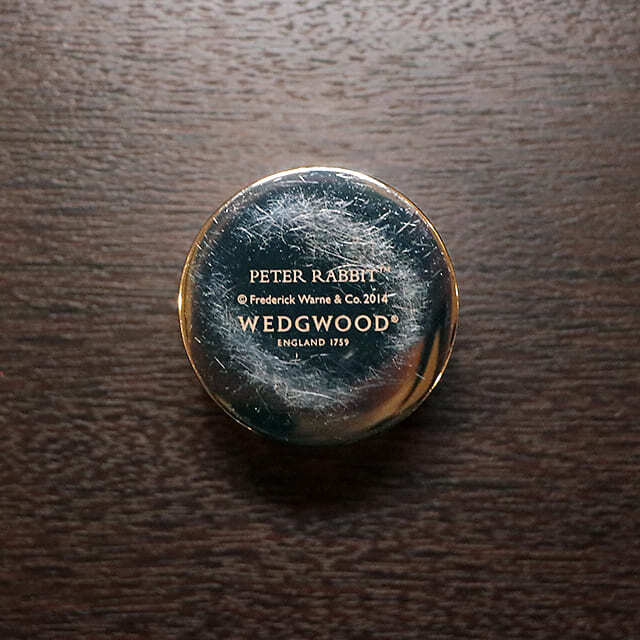 PETER RABBIT™
© Frederick Warne & Co. 2014
WEDGWOOD®
ENGLAND 1759